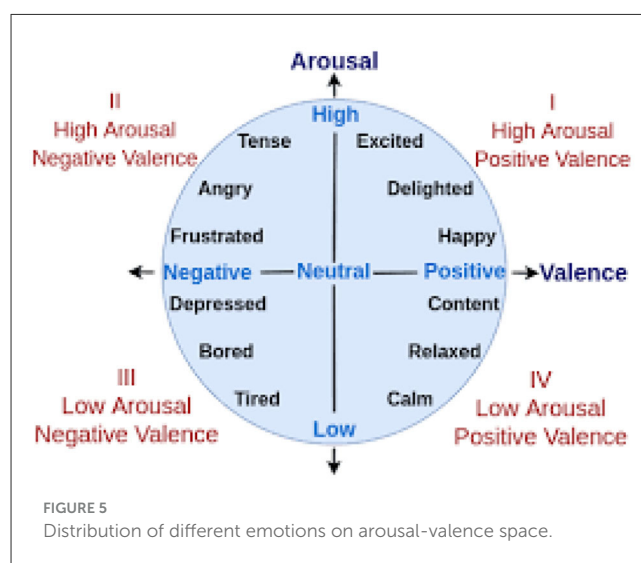 Arousal
II
High Arousal
Negative Valence
I
High Arousal
Positive Valence
High
Tense
Excited
Angry
Delighted
Frustrated
Happy
Negative
Neutral
Positive
Valence
Depressed
Content
Bored
Relaxed
Tired
Calm
Low
III
Low Arousal
Negative Valence
IV
Low Arousal
Positive Valence
FIGURE 5
Distribution of different emotions on arousal-valence space.